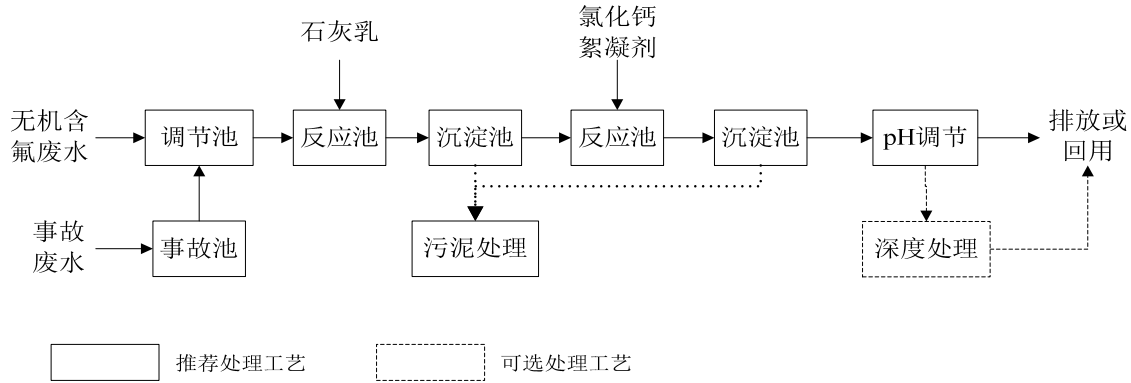 石灰乳
氯化钙
絮凝剂
无机含
氟废水
调节池
反应池
沉淀池
反应池
沉淀池
pH调节
排放或
回用
事故
废水
事故池
污泥处理
深度处理
推荐处理工艺
可选处理工艺